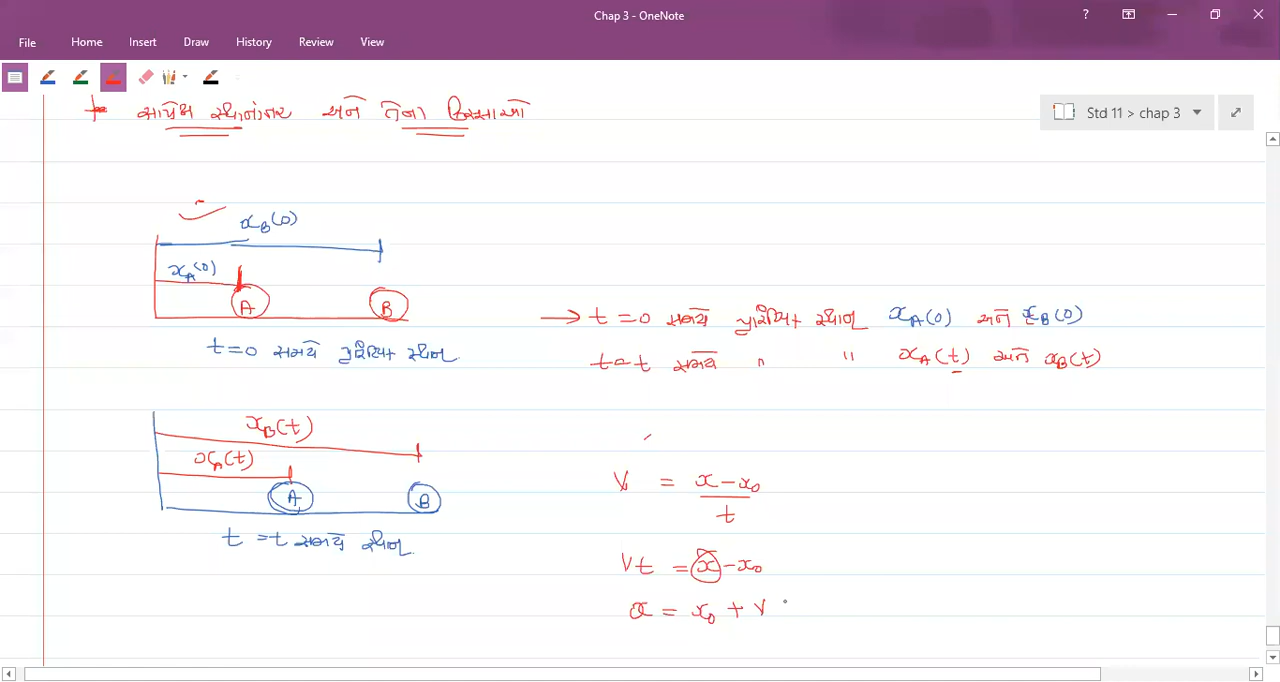 Chap 3 - OneNote
File Home Insert Draw History Review View
Std 11 > chap 3
સાપેક્ષ સ્થાનાંતર અને તેના કિસ્સાઓ
x_B(0)
x_A(0)
A B
t=0 સમયે પ્રારંભિક સ્થાન
→ t=0 સમયે પ્રારંભિક સ્થાન x_A(0) અને x_B(0)
t=t સમયે " " x_A(t) અને x_B(t)
x_B(t)
x_A(t)
A B
t=t સમયે સ્થાન
V = x-x₀
t
Vt = x-x₀
x = x₀ + V